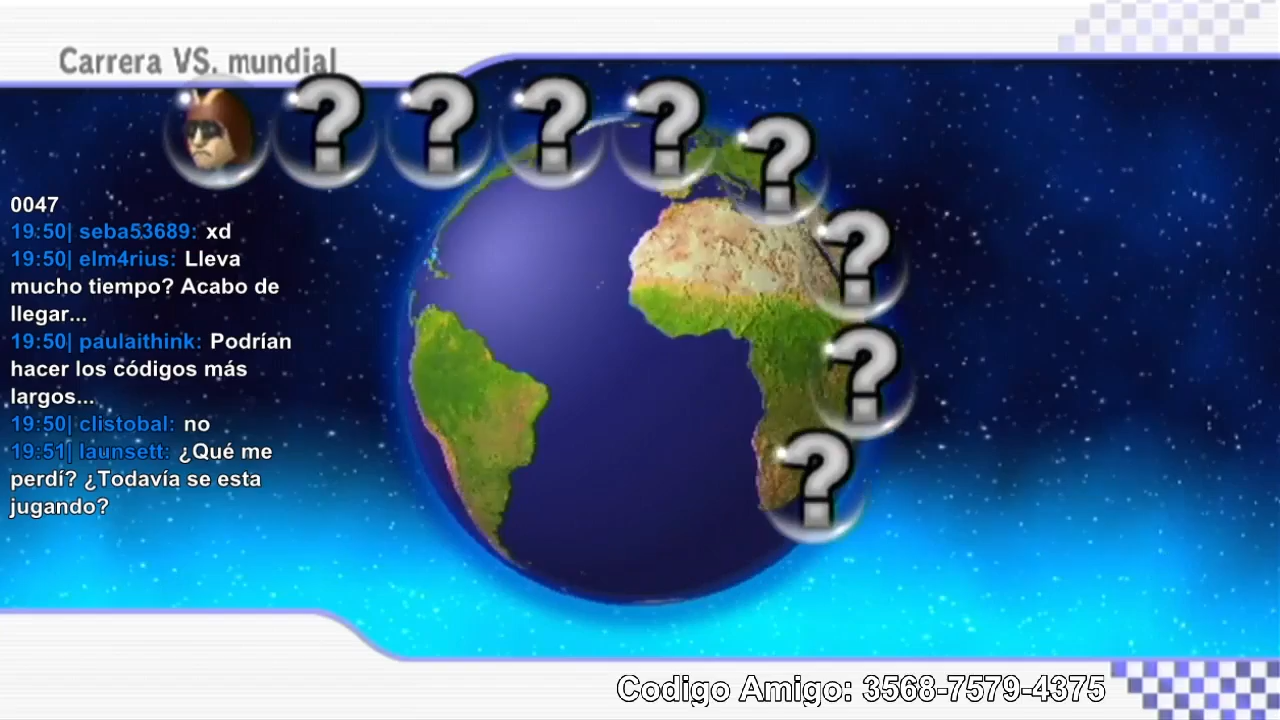 Carrera VS. mundial
0047
19:50| seba53689: xd
19:50| elm4rius: Lleva
mucho tiempo? Acabo de
llegar...
19:50| paulaithink: Podrían
hacer los códigos más
largos...
19:50| clistobal: no
19:51| launsett: ¿Qué me
perdí? ¿Todavía se esta
jugando?
? ? ? ? ? ? ? ?
Codigo Amigo: 3568-7579-4375